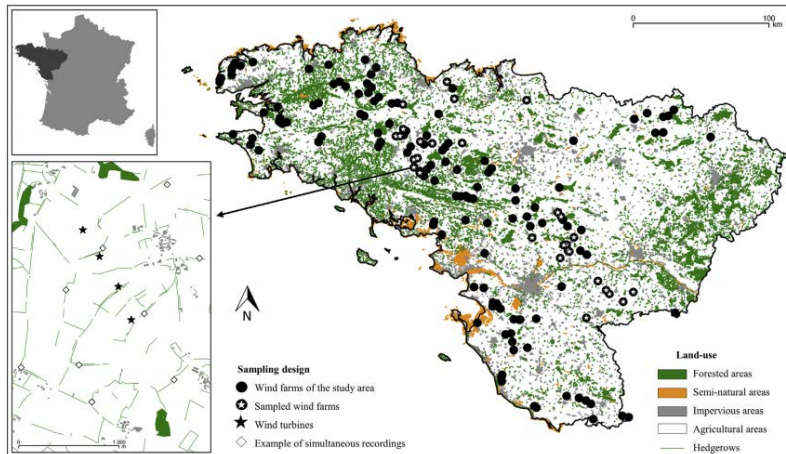 0 100
km
N
Sampling design
Wind farms of the study area
Sampled wind farms
Wind turbines
Example of simultaneous recordings
Land-use
Forested areas
Semi-natural areas
Impervious areas
Agricultural areas
Hedgerows
0 1 000
m